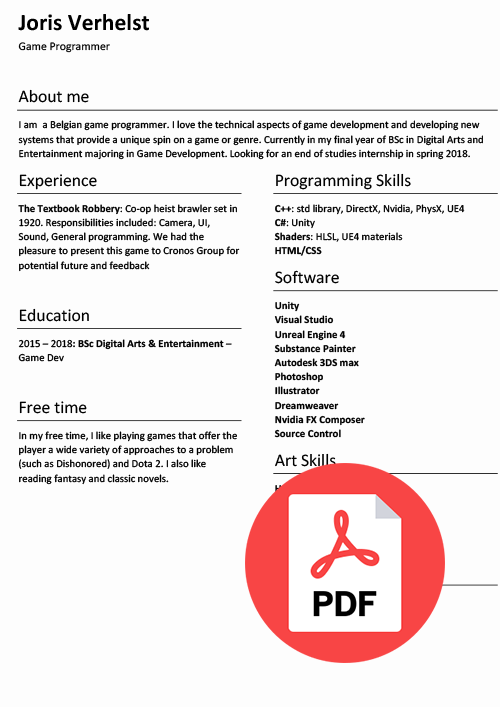 Joris Verhelst
Game Programmer
About me
I am  a Belgian game programmer. I love the technical aspects of game development and developing new
systems that provide a unique spin on a game or genre. Currently in my final year of BSc in Digital Arts and
Entertainment majoring in Game Development. Looking for an end of studies internship in spring 2018.
Experience
The Textbook Robbery: Co-op heist brawler set in
1920. Responsibilities included: Camera, UI,
Sound, General programming. We had the
pleasure to present this game to Cronos Group for
potential future and feedback
Education
2015 – 2018: BSc Digital Arts & Entertainment –
Game Dev
Free time
In my free time, I like playing games that offer the
player a wide variety of approaches to a problem
(such as Dishonored) and Dota 2. I also like
reading fantasy and classic novels.
Programming Skills
C++: std library, DirectX, Nvidia, PhysX, UE4
C#: Unity
Shaders: HLSL, UE4 materials
HTML/CSS
Software
Unity
Visual Studio
Unreal Engine 4
Substance Painter
Autodesk 3DS max
Photoshop
Illustrator
Dreamweaver
Nvidia FX Composer
Source Control
Art Skills
PDF